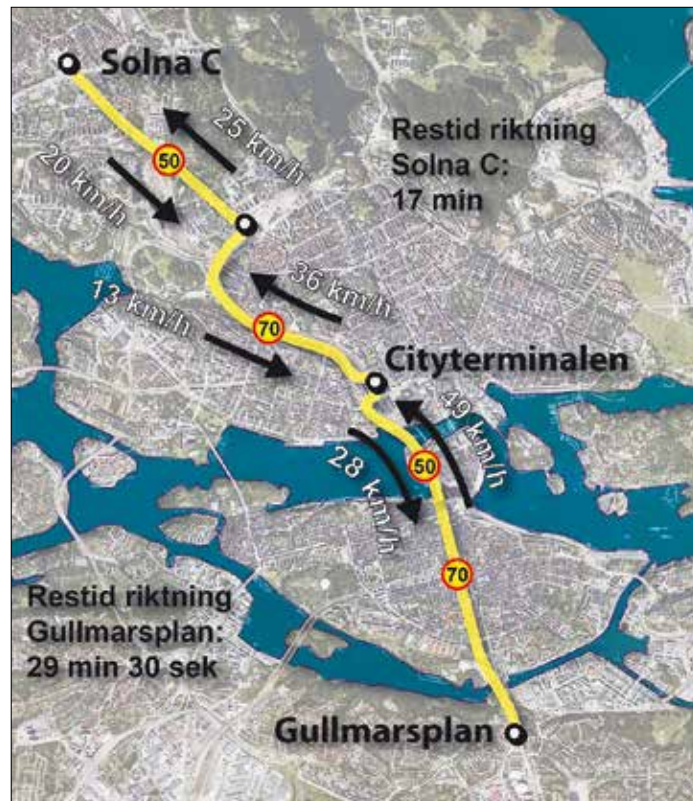 Solna C
25 km/h
Restid riktning
Solna C:
17 min
50
20 km/h
36 km/h
13 km/h
70
Cityterminalen
49 km/h
28 km/h
50
70
Restid riktning
Gullmarsplan:
29 min 30 sek
Gullmarsplan